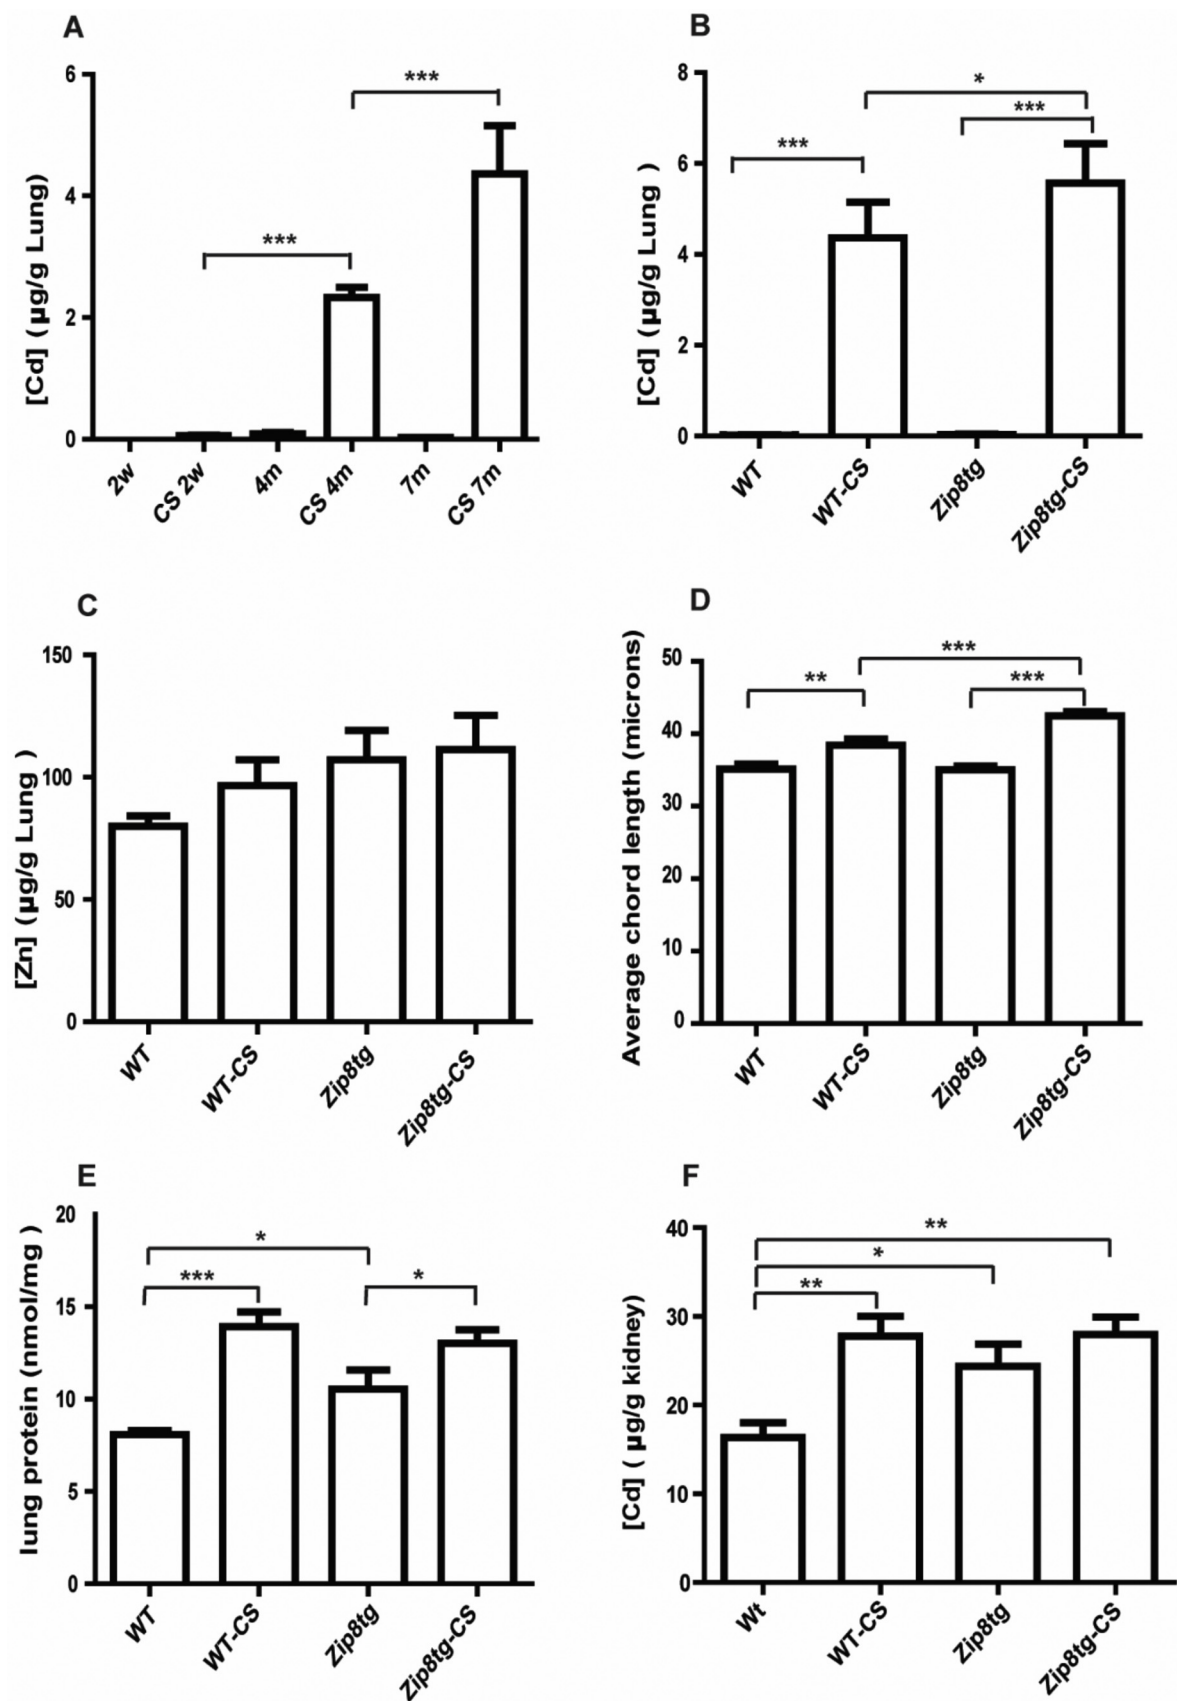 A
6
4
2
0
[Cd] ( µg/g Lung)
***
***
2w
CS 2w
4m
CS 4m
7m
CS 7m
B
8
6
4
2
0
[Cd] ( µg/g Lung )
***
*
***
WT
WT-CS
Zip8tg
Zip8tg-CS
C
150
100
50
0
[Zn] ( µg/g Lung )
WT
WT-CS
Zip8tg
Zip8tg-CS
D
50
40
30
20
10
0
Average chord length (microns)
**
***
***
WT
WT-CS
Zip8tg
Zip8tg-CS
E
20
15
10
5
0
lung protein (nmol/mg )
*
***
*
WT
WT-CS
Zip8tg
Zip8tg-CS
F
40
30
20
10
0
[Cd] ( µg/g kidney)
**
*
**
Wt
WT-CS
Zip8tg
Zip8tg-CS